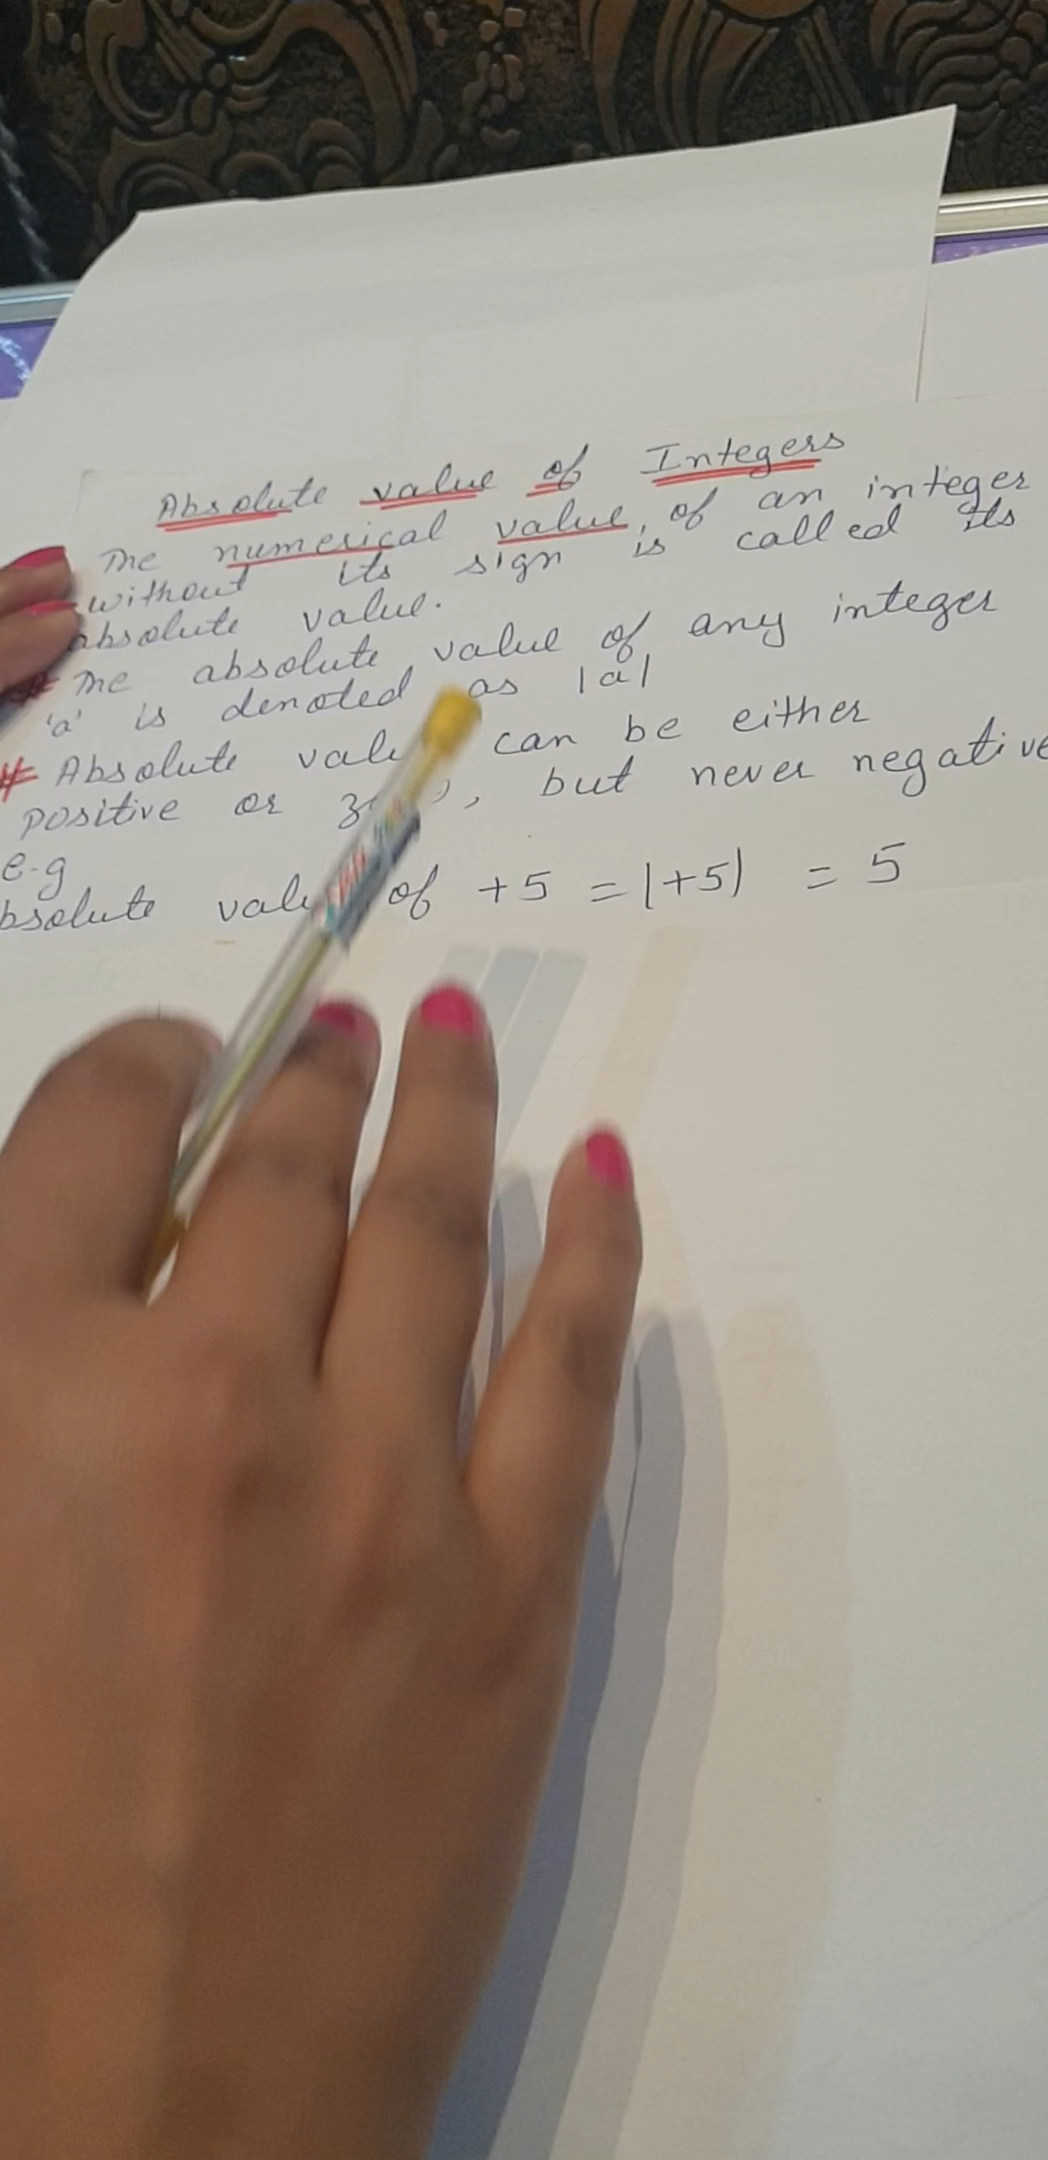 Absolute value of Integers
The numerical value, of an integer
without its sign is called its
absolute value.
# The absolute value of any integer
'a' is denoted as |a|
# Absolute can be either
positive or , but never negative
e.g
of +5 = |+5| = 5